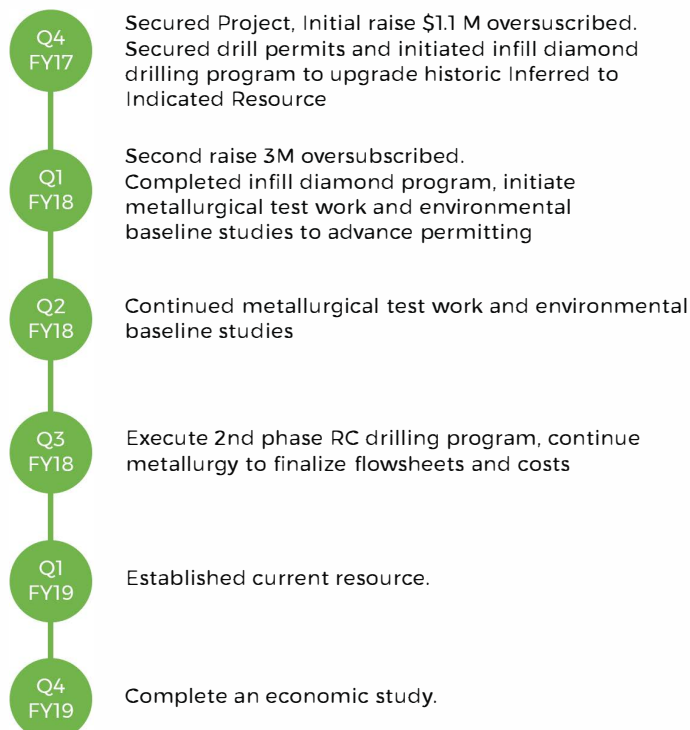 Q4
FY17
Secured Project, Initial raise $1.1 M oversuscribed.
Secured drill permits and initiated infill diamond
drilling program to upgrade historic Inferred to
Indicated Resource
Q1
FY18
Second raise 3M oversubscribed.
Completed infill diamond program, initiate
metallurgical test work and environmental
baseline studies to advance permitting
Q2
FY18
Continued metallurgical test work and environmental
baseline studies
Q3
FY18
Execute 2nd phase RC drilling program, continue
metallurgy to finalize flowsheets and costs
Q1
FY19
Established current resource.
Q4
FY19
Complete an economic study.